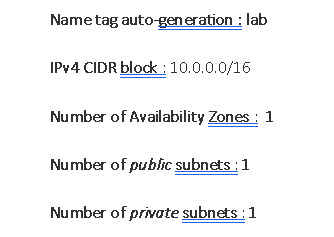 Name tag auto-generation : lab
IPv4 CIDR block : 10.0.0.0/16
Number of Availability Zones : 1
Number of public subnets : 1
Number of private subnets : 1